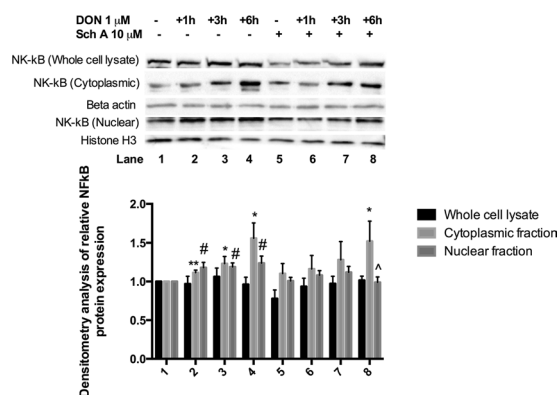 DON 1 μM - +1h +3h +6h - +1h +3h +6h
Sch A 10 μM - - - - + + + +
NK-kB (Whole cell lysate)
NK-kB (Cytoplasmic)
Beta actin
NK-kB (Nuclear)
Histone H3
Lane 1 2 3 4 5 6 7 8
Densitometry analysis of relative NFkB
protein expression
2.0
1.5
1.0
0.5
0.0
** # * # * # * ^
1 2 3 4 5 6 7 8
Whole cell lysate
Cytoplasmic fraction
Nuclear fraction